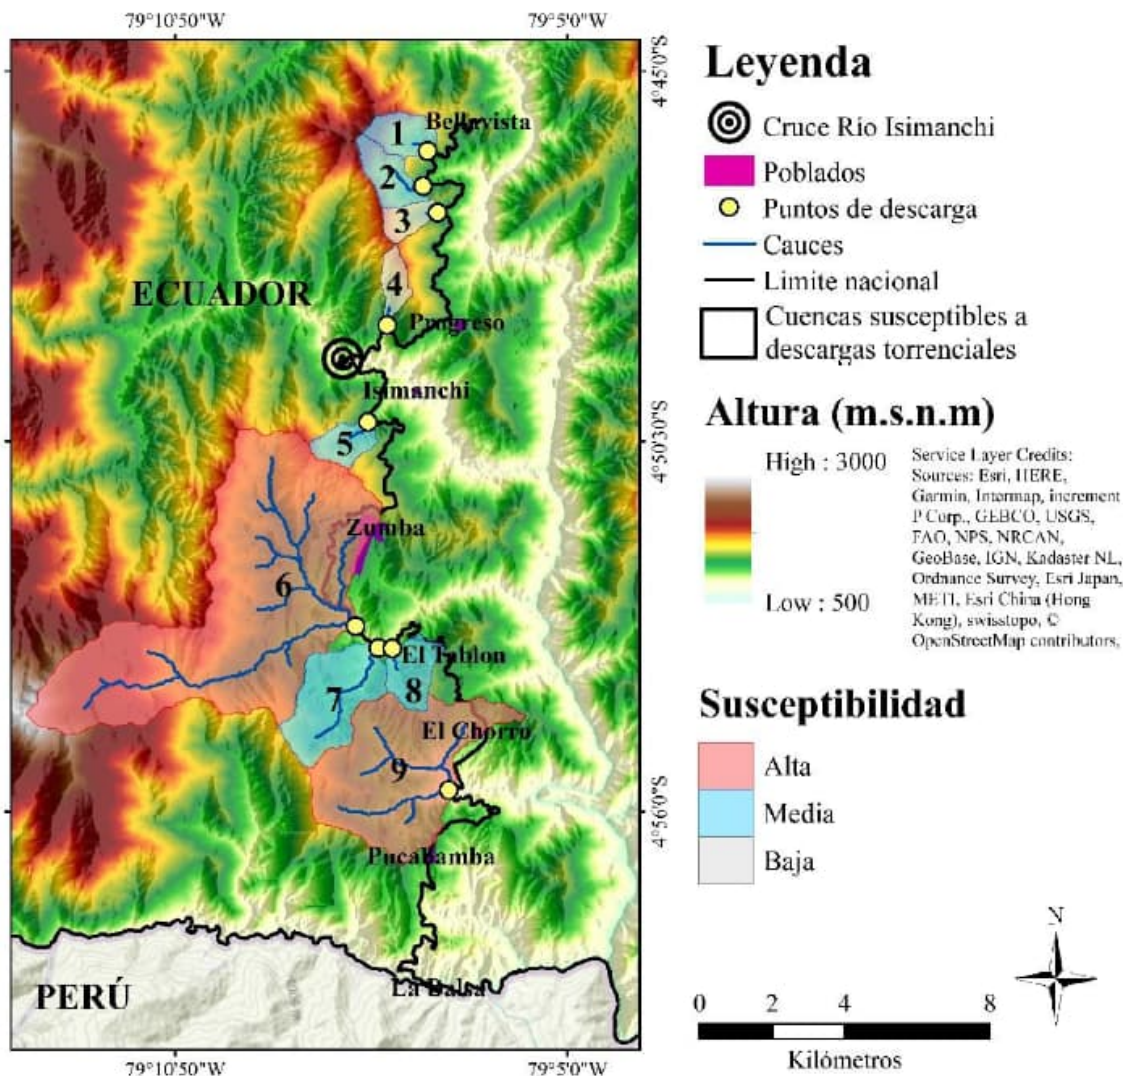 79°10'50"W
79°5'0"W
4°45'0"S
1
Bellavista
2
3
4
ECUADOR
Progreso
Isimanchi
5
4°50'30"S
Zumba
6
El Tablon
7
8
El Chorro
9
4°56'0"S
Pucabamba
PERÚ
La Balsa
79°10'50"W
79°5'0"W
Leyenda
Cruce Río Isimanchi
Poblados
Puntos de descarga
Cauces
Limite nacional
Cuencas susceptibles a
descargas torrenciales
Altura (m.s.n.m)
High : 3000
Low : 500
Service Layer Credits:
Sources: Esri, HERE,
Garmin, Intermap, increment
P Corp., GEBCO, USGS,
FAO, NPS, NRCAN,
GeoBase, IGN, Kadaster NL,
Ordnance Survey, Esri Japan,
METI, Esri China (Hong
Kong), swisstopo, ©
OpenStreetMap contributors,
Susceptibilidad
Alta
Media
Baja
N
0 2 4 8
Kilómetros